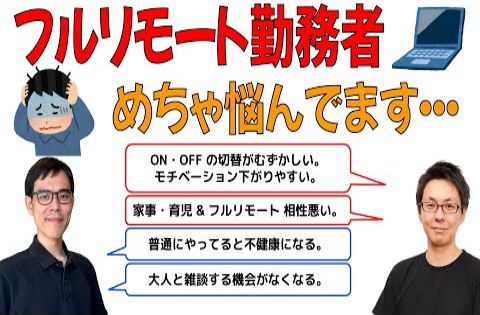 フルリモート勤務者
めちゃ悩んでます…
ON・OFF の切替がむずかしい。
モチベーション下がりやすい。
家事・育児 & フルリモート 相性悪い。
普通にやってると不健康になる。
大人と雑談する機会がなくなる。